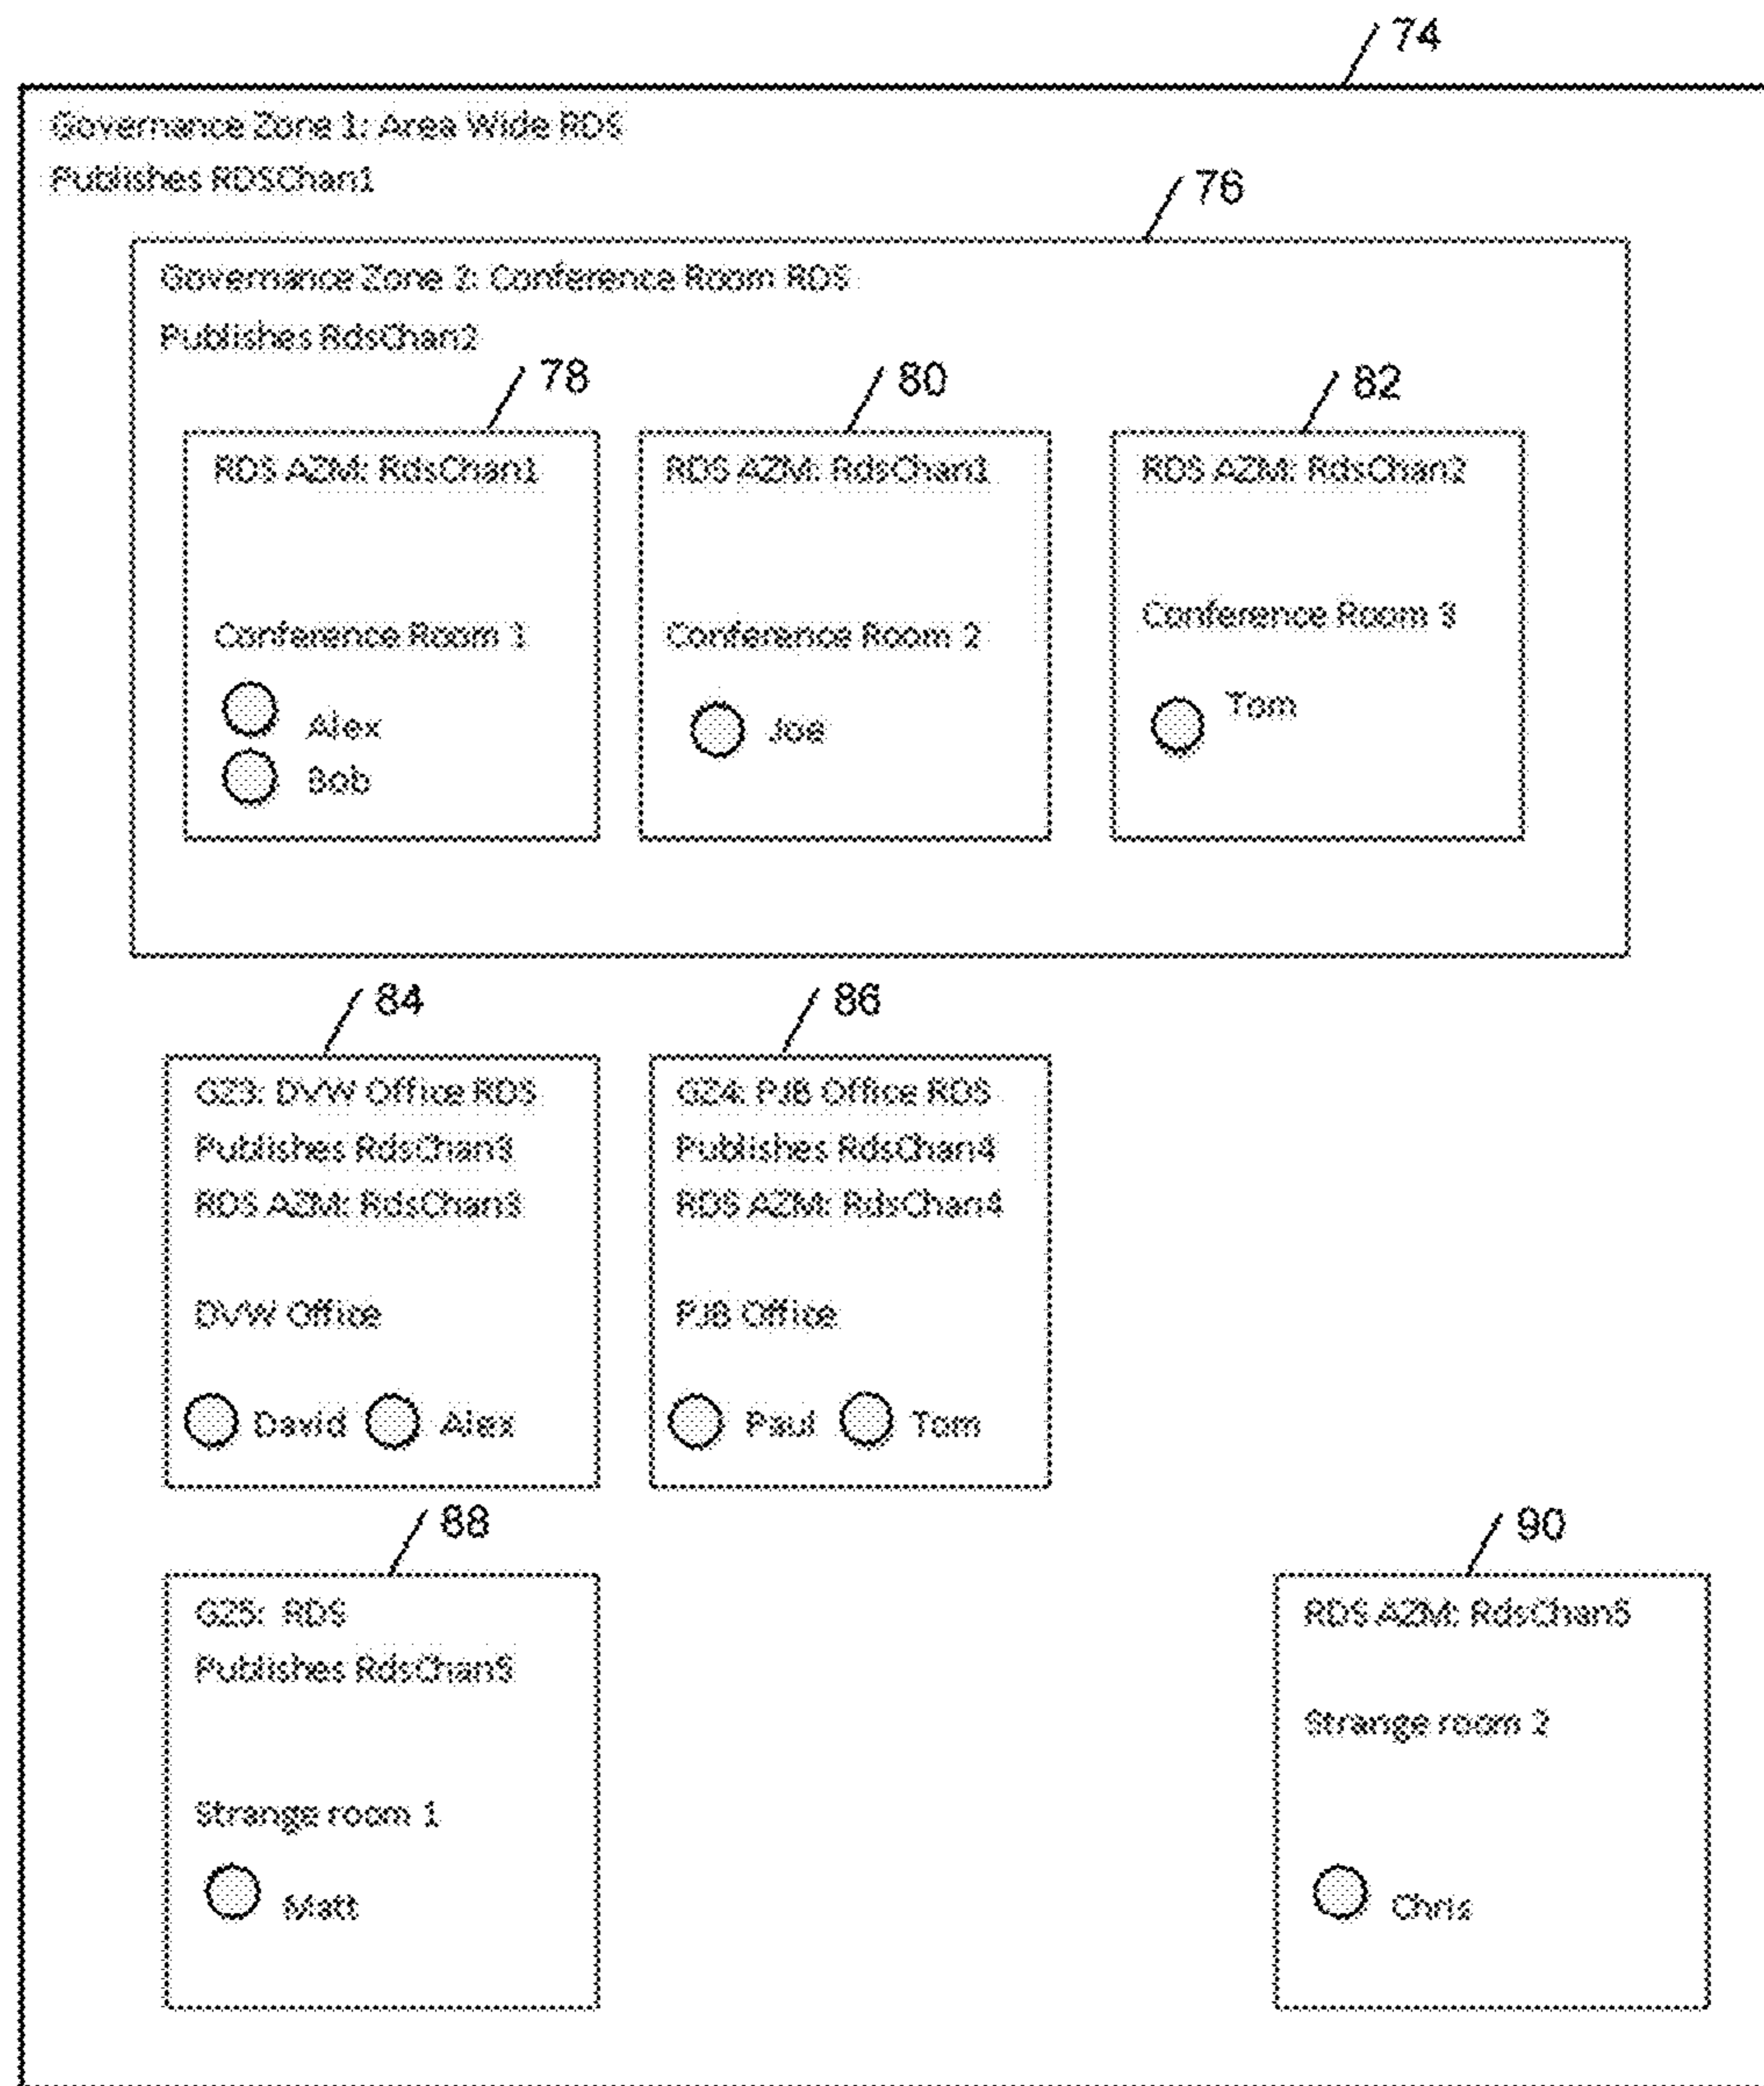 74
Governance Zone 1: Area Wide RDS
Publishes RDSChan1
76
Governance Zone 2: Conference Room RDS
Publishes RdsChan2
78
80
82
RDS AZM: RdsChan1
RDS AZM: RdsChan1
RDS AZM: RdsChan2
Conference Room 1
Conference Room 2
Conference Room 3
Alex
Bob
Joe
Tom
84
86
GZ3: DVW Office RDS
Publishes RdsChan3
RDS AZM: RdsChan3
DVW Office
David
Alex
GZ4: PJB Office RDS
Publishes RdsChan4
RDS AZM: RdsChan4
PJB Office
Paul
Tom
88
90
GZ5: RDS
Publishes RdsChan5
Strange room 1
Matt
RDS AZM: RdsChan5
Strange room 2
Chris